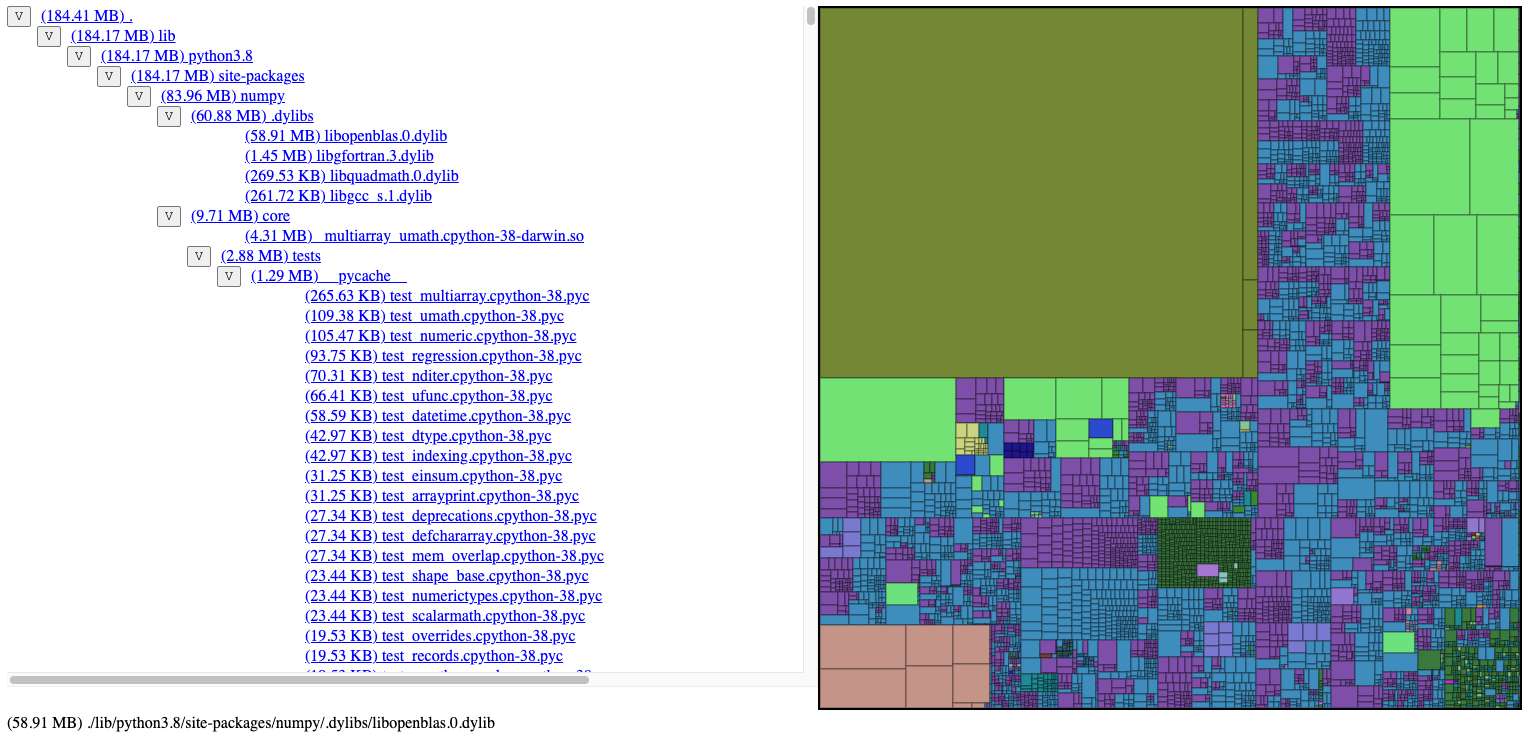 V (184.41 MB) .
V (184.17 MB) lib
V (184.17 MB) python3.8
V (184.17 MB) site-packages
V (83.96 MB) numpy
V (60.88 MB) .dylibs
(58.91 MB) libopenblas.0.dylib
(1.45 MB) libgfortran.3.dylib
(269.53 KB) libquadmath.0.dylib
(261.72 KB) libgcc_s.1.dylib
V (9.71 MB) core
(4.31 MB) _multiarray_umath.cpython-38-darwin.so
V (2.88 MB) tests
V (1.29 MB) __pycache__
(265.63 KB) test_multiarray.cpython-38.pyc
(109.38 KB) test_umath.cpython-38.pyc
(105.47 KB) test_numeric.cpython-38.pyc
(93.75 KB) test_regression.cpython-38.pyc
(70.31 KB) test_nditer.cpython-38.pyc
(66.41 KB) test_ufunc.cpython-38.pyc
(58.59 KB) test_datetime.cpython-38.pyc
(42.97 KB) test_dtype.cpython-38.pyc
(42.97 KB) test_indexing.cpython-38.pyc
(31.25 KB) test_einsum.cpython-38.pyc
(31.25 KB) test_arrayprint.cpython-38.pyc
(27.34 KB) test_deprecations.cpython-38.pyc
(27.34 KB) test_defchararray.cpython-38.pyc
(27.34 KB) test_mem_overlap.cpython-38.pyc
(23.44 KB) test_shape_base.cpython-38.pyc
(23.44 KB) test_numerictypes.cpython-38.pyc
(23.44 KB) test_scalarmath.cpython-38.pyc
(19.53 KB) test_overrides.cpython-38.pyc
(19.53 KB) test_records.cpython-38.pyc
(58.91 MB) ./lib/python3.8/site-packages/numpy/.dylibs/libopenblas.0.dylib